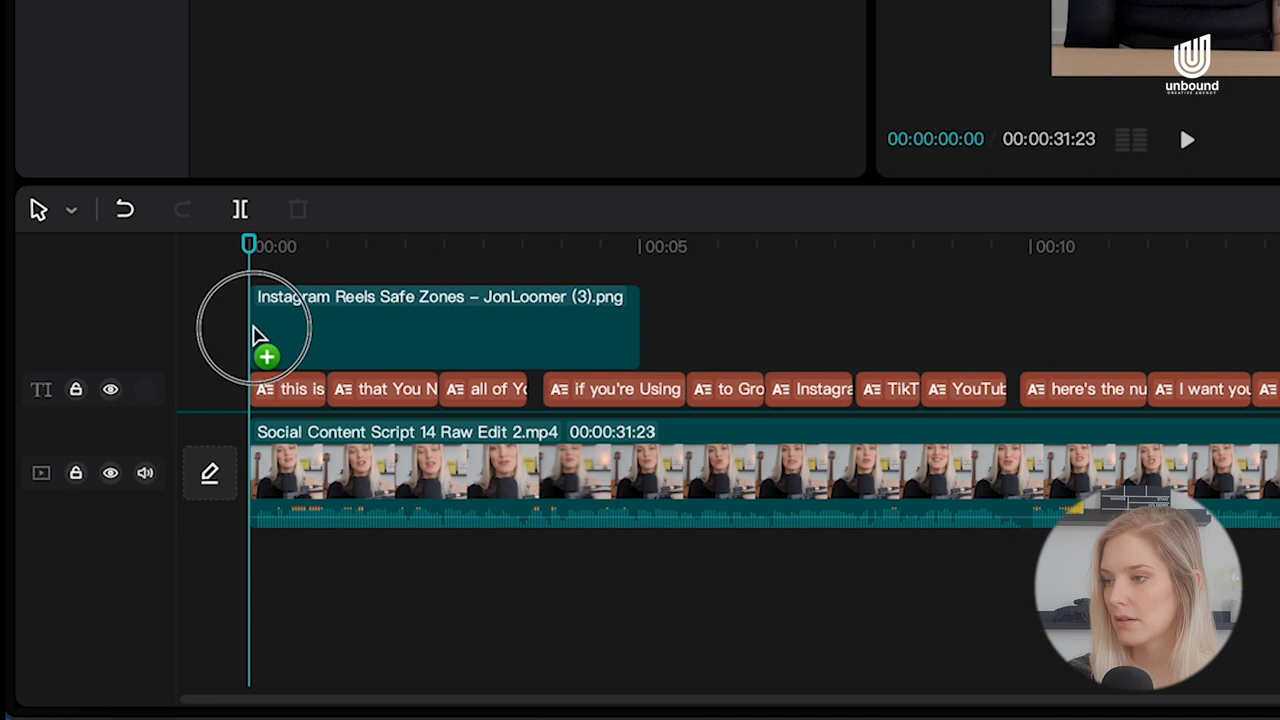 unbound
CREATIVE AGENCY
00:00:00:00 00:00:31:23
00:00 00:05 00:10
Instagram Reels Safe Zones – JonLoomer (3).png
TI
this is that You N all of Yo if you're Using to Gro Instagra TikT YouTub here's the nu I want you
Social Content Script 14 Raw Edit 2.mp4 00:00:31:23